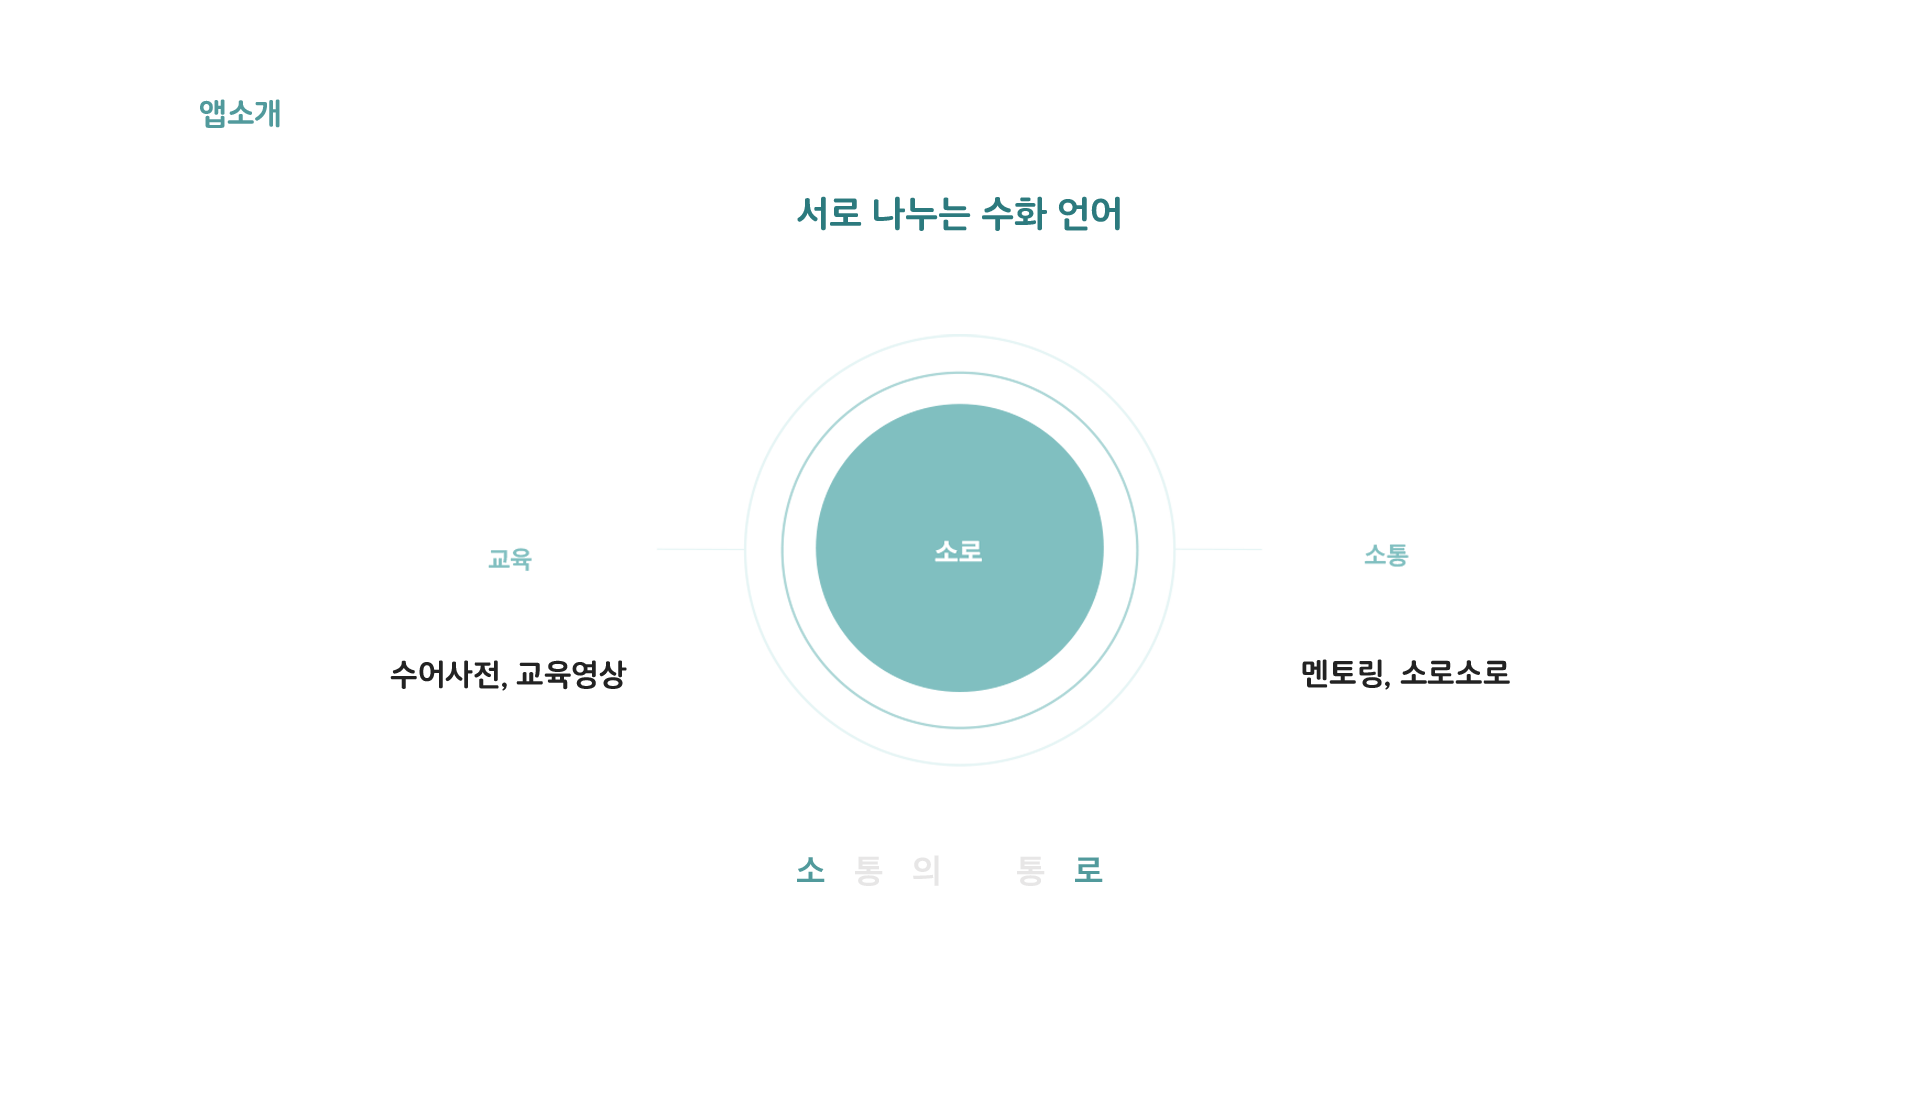 앱소개
서로 나누는 수화 언어
소로
교육
수어사전, 교육영상
소통
멘토링, 소로소로
소통의 통로